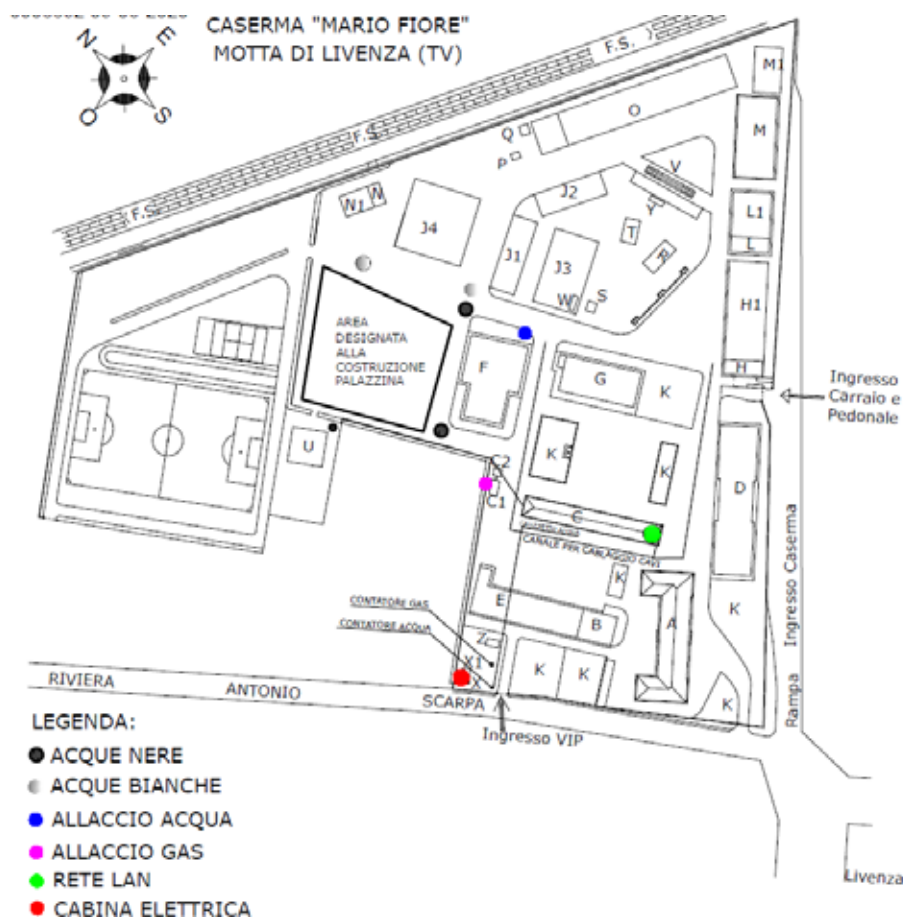 CASERMA "MARIO FIORE"
MOTTA DI LIVENZA (TV)
N
E
O
S
F.S.
F.S.
F.S.
M1
M
O
Q
P
V
L1
L
N1
N
J4
J2
J1
J3
Y
T
R
W
S
H1
H
AREA
DESIGNATA
ALLA
COSTRUZIONE
PALAZZINA
F
G
K
Ingresso
Carraio e
Pedonale
U
K
K
C2
C1
C
D
CANALE PER CABLAGGIO CAVI
K
E
B
A
K
Ingresso Caserma
Rampa
CONTATORE GAS
CONTATORE ACQUA
Z
X1
X
K
K
K
RIVIERA
ANTONIO
SCARPA
Ingresso VIP
LEGENDA:
ACQUE NERE
ACQUE BIANCHE
ALLACCIO ACQUA
ALLACCIO GAS
RETE LAN
CABINA ELETTRICA
Livenza